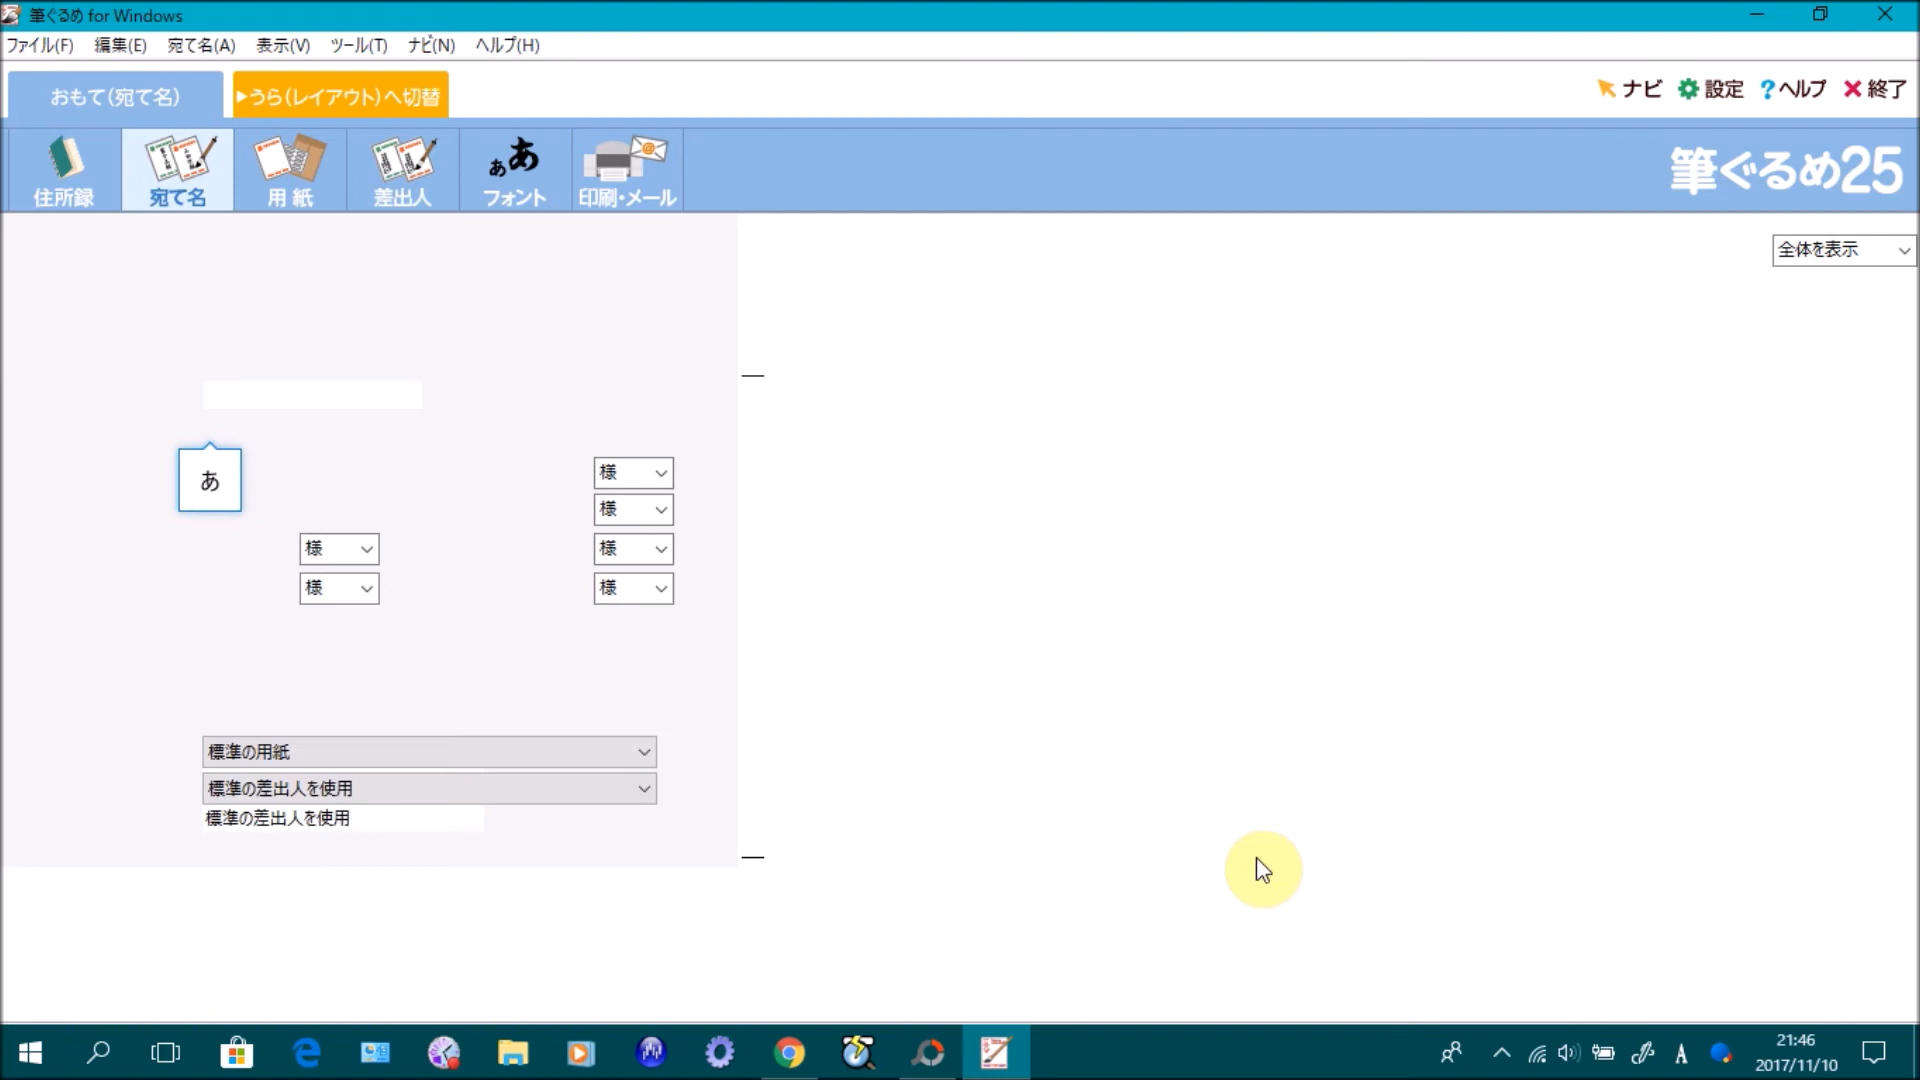 筆ぐるめ for Windows
ファイル(F) 編集(E) 宛て名(A) 表示(V) ツール(T) ナビ(N) ヘルプ(H)
おもて(宛て名) ▶うら(レイアウト)へ切替 ナビ 設定 ?ヘルプ 終了
住所録 宛て名 用紙 差出人 フォント 印刷・メール 筆ぐるめ25
全体を表示
あ
様
様
様 様
様 様
標準の用紙
標準の差出人を使用
標準の差出人を使用
A 21:46
2017/11/10